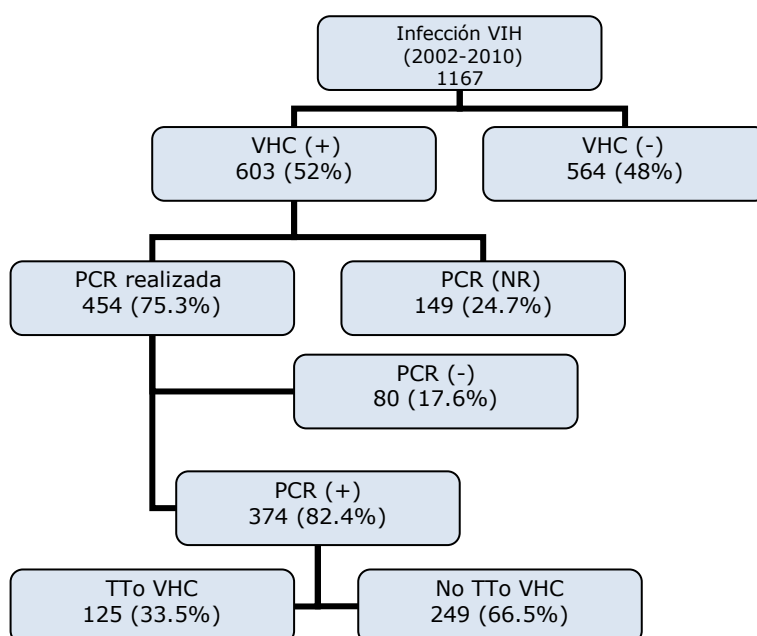 Infección VIH
(2002-2010)
1167
VHC (+)
603 (52%)
VHC (-)
564 (48%)
PCR realizada
454 (75.3%)
PCR (NR)
149 (24.7%)
PCR (-)
80 (17.6%)
PCR (+)
374 (82.4%)
TTo VHC
125 (33.5%)
No TTo VHC
249 (66.5%)